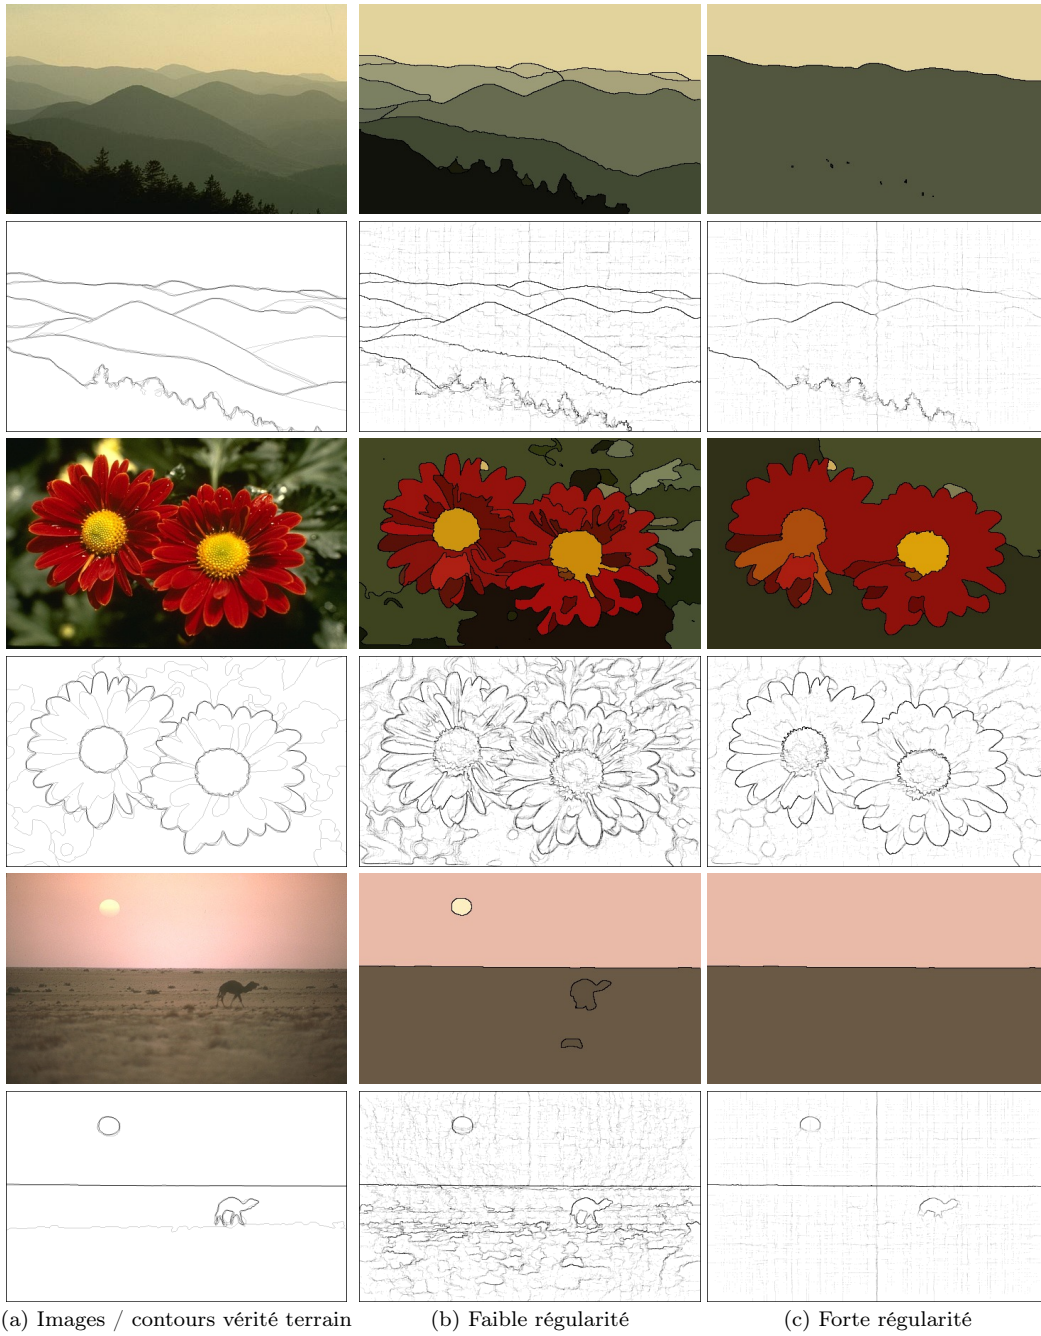 (a) Images / contours vérité terrain
(b) Faible régularité
(c) Forte régularité